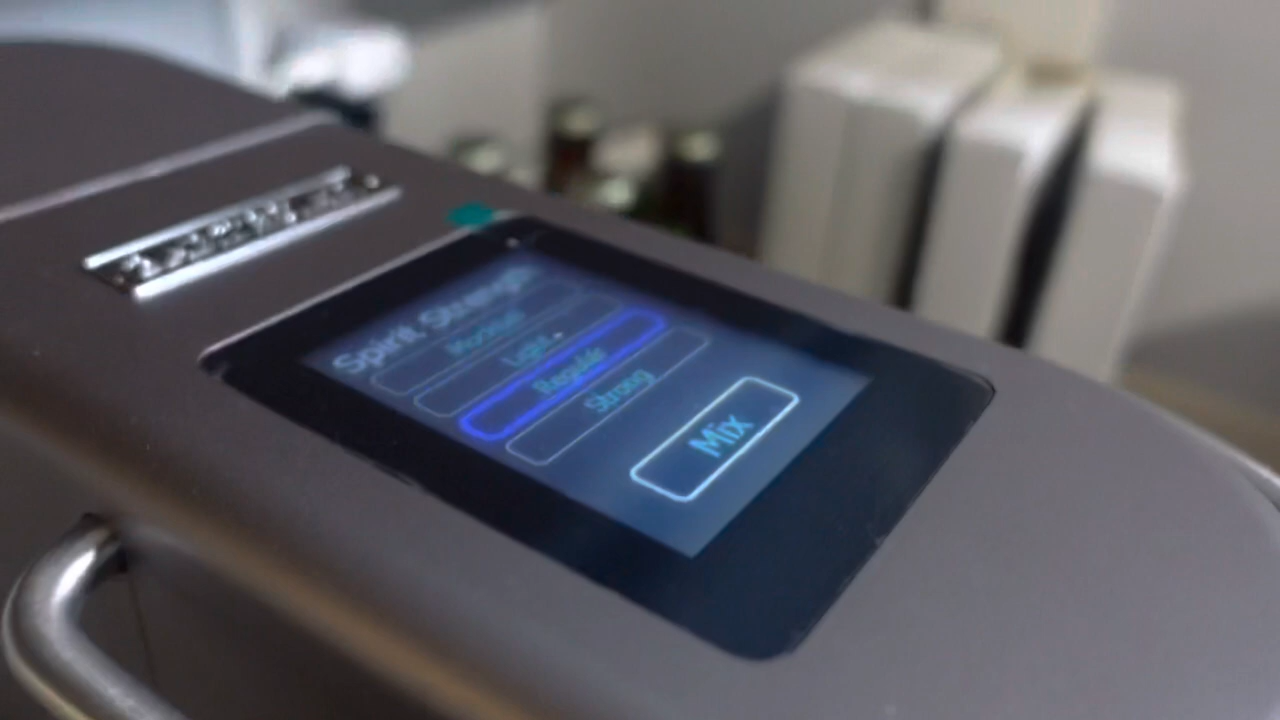 Spirit Strength
Mocktail
Light
Regular
Strong
Mix